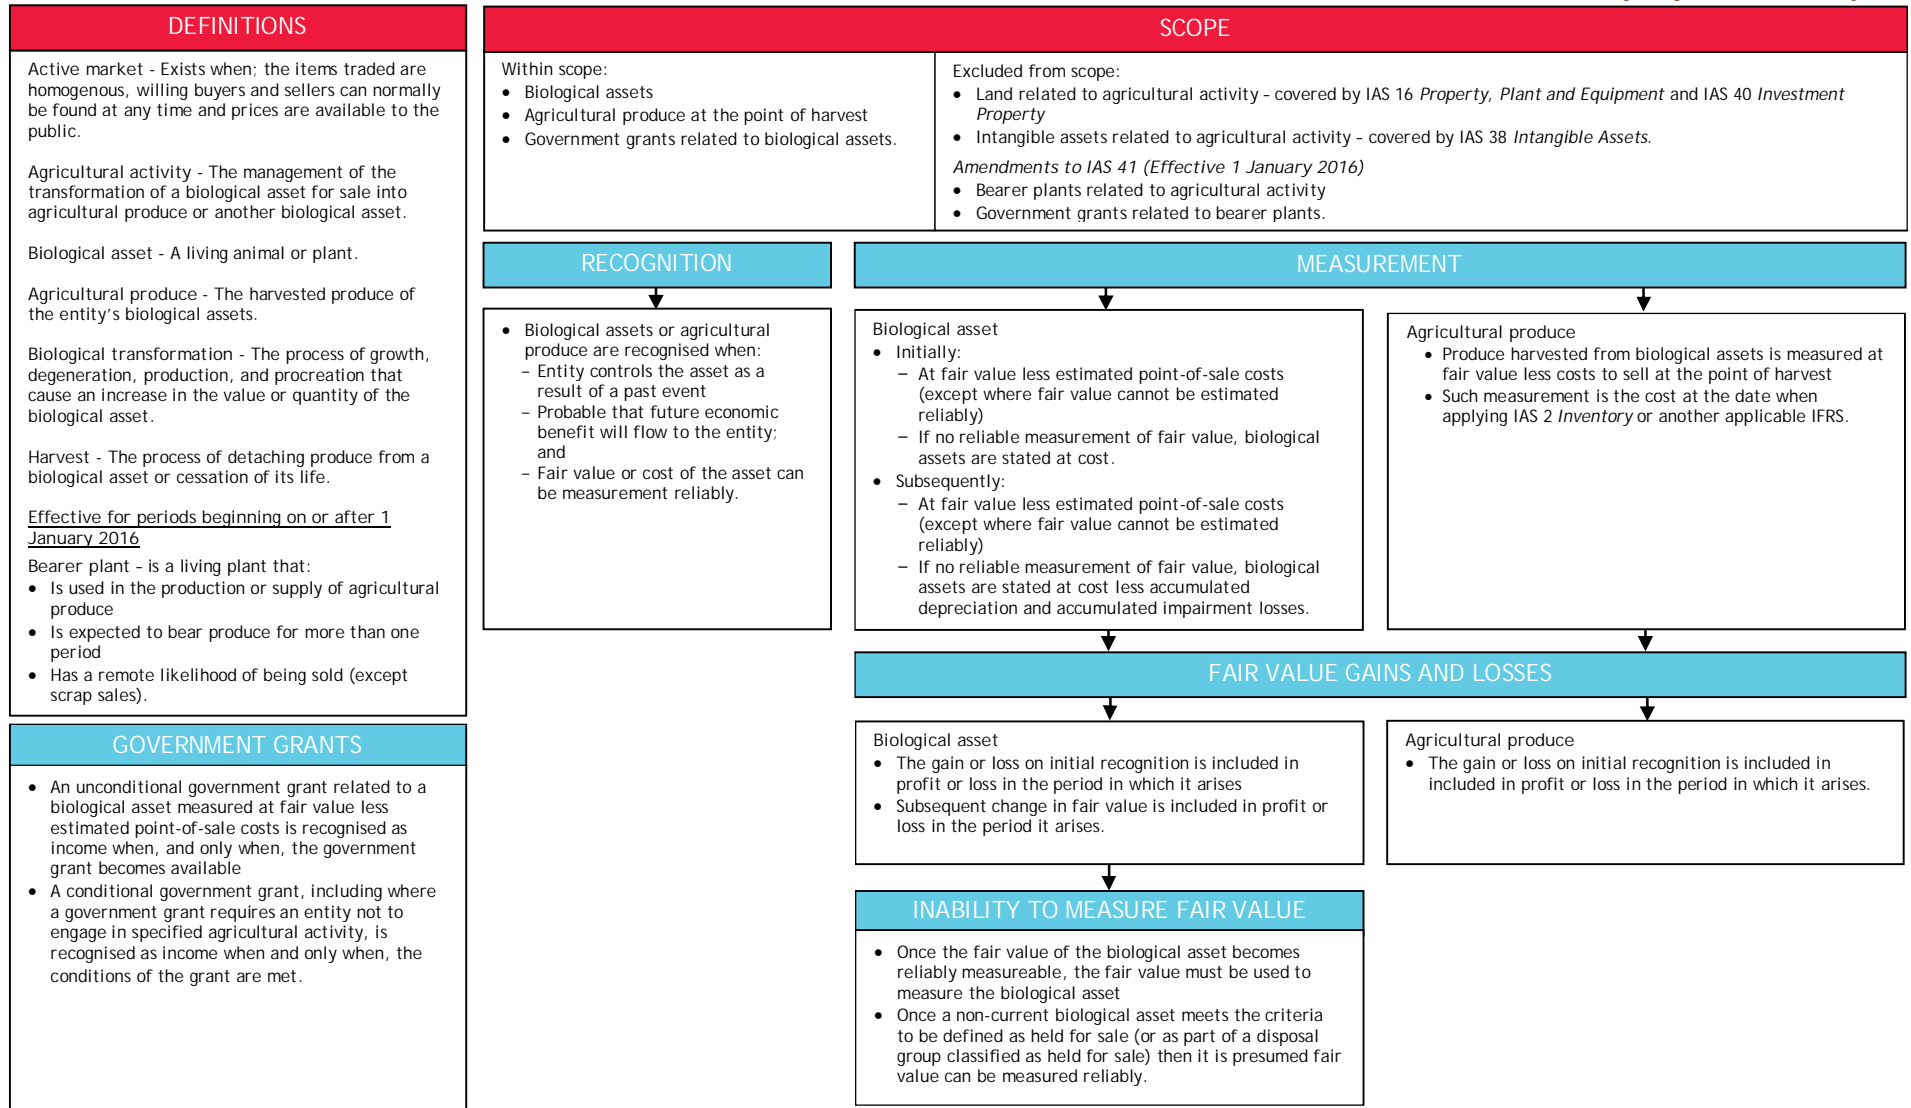 DEFINITIONS
Active market - Exists when; the items traded are
homogenous, willing buyers and sellers can normally
be found at any time and prices are available to the
public.
Agricultural activity - The management of the
transformation of a biological asset for sale into
agricultural produce or another biological asset.
Biological asset - A living animal or plant.
Agricultural produce - The harvested produce of
the entity's biological assets.
Biological transformation - The process of growth,
degeneration, production, and procreation that
cause an increase in the value or quantity of the
biological asset.
Harvest - The process of detaching produce from a
biological asset or cessation of its life.
Effective for periods beginning on or after 1
January 2016
Bearer plant – is a living plant that:
• Is used in the production or supply of agricultural
produce
• Is expected to bear produce for more than one
period
• Has a remote likelihood of being sold (except
scrap sales).
GOVERNMENT GRANTS
• An unconditional government grant related to a
biological asset measured at fair value less
estimated point-of-sale costs is recognised as
income when, and only when, the government
grant becomes available
• A conditional government grant, including where
a government grant requires an entity not to
engage in specified agricultural activity, is
recognised as income when and only when, the
conditions of the grant are met.
SCOPE
Within scope:
• Biological assets
• Agricultural produce at the point of harvest
• Government grants related to biological assets.
Excluded from scope:
• Land related to agricultural activity – covered by IAS 16 Property, Plant and Equipment and IAS 40 Investment
Property
• Intangible assets related to agricultural activity – covered by IAS 38 Intangible Assets.
Amendments to IAS 41 (Effective 1 January 2016)
• Bearer plants related to agricultural activity
• Government grants related to bearer plants.
RECOGNITION
• Biological assets or agricultural
produce are recognised when:
– Entity controls the asset as a
result of a past event
– Probable that future economic
benefit will flow to the entity;
and
– Fair value or cost of the asset can
be measurement reliably.
MEASUREMENT
Biological asset
• Initially:
– At fair value less estimated point-of-sale costs
(except where fair value cannot be estimated
reliably)
– If no reliable measurement of fair value, biological
assets are stated at cost.
• Subsequently:
– At fair value less estimated point-of-sale costs
(except where fair value cannot be estimated
reliably)
– If no reliable measurement of fair value, biological
assets are stated at cost less accumulated
depreciation and accumulated impairment losses.
Agricultural produce
• Produce harvested from biological assets is measured at
fair value less costs to sell at the point of harvest
• Such measurement is the cost at the date when
applying IAS 2 Inventory or another applicable IFRS.
FAIR VALUE GAINS AND LOSSES
Biological asset
• The gain or loss on initial recognition is included in
profit or loss in the period in which it arises
• Subsequent change in fair value is included in profit or
loss in the period it arises.
Agricultural produce
• The gain or loss on initial recognition is included in
included in profit or loss in the period in which it arises.
INABILITY TO MEASURE FAIR VALUE
• Once the fair value of the biological asset becomes
reliably measureable, the fair value must be used to
measure the biological asset
• Once a non-current biological asset meets the criteria
to be defined as held for sale (or as part of a disposal
group classified as held for sale) then it is presumed fair
value can be measured reliably.